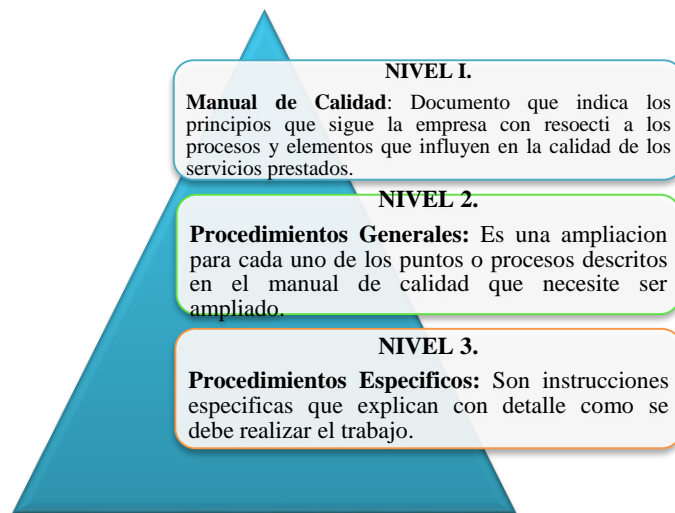 NIVEL I.
Manual de Calidad: Documento que indica los
principios que sigue la empresa con resoecti a los
procesos y elementos que influyen en la calidad de los
servicios prestados.
NIVEL 2.
Procedimientos Generales: Es una ampliacion
para cada uno de los puntos o procesos descritos
en el manual de calidad que necesite ser
ampliado.
NIVEL 3.
Procedimientos Especificos: Son instrucciones
especificas que explican con detalle como se
debe realizar el trabajo.